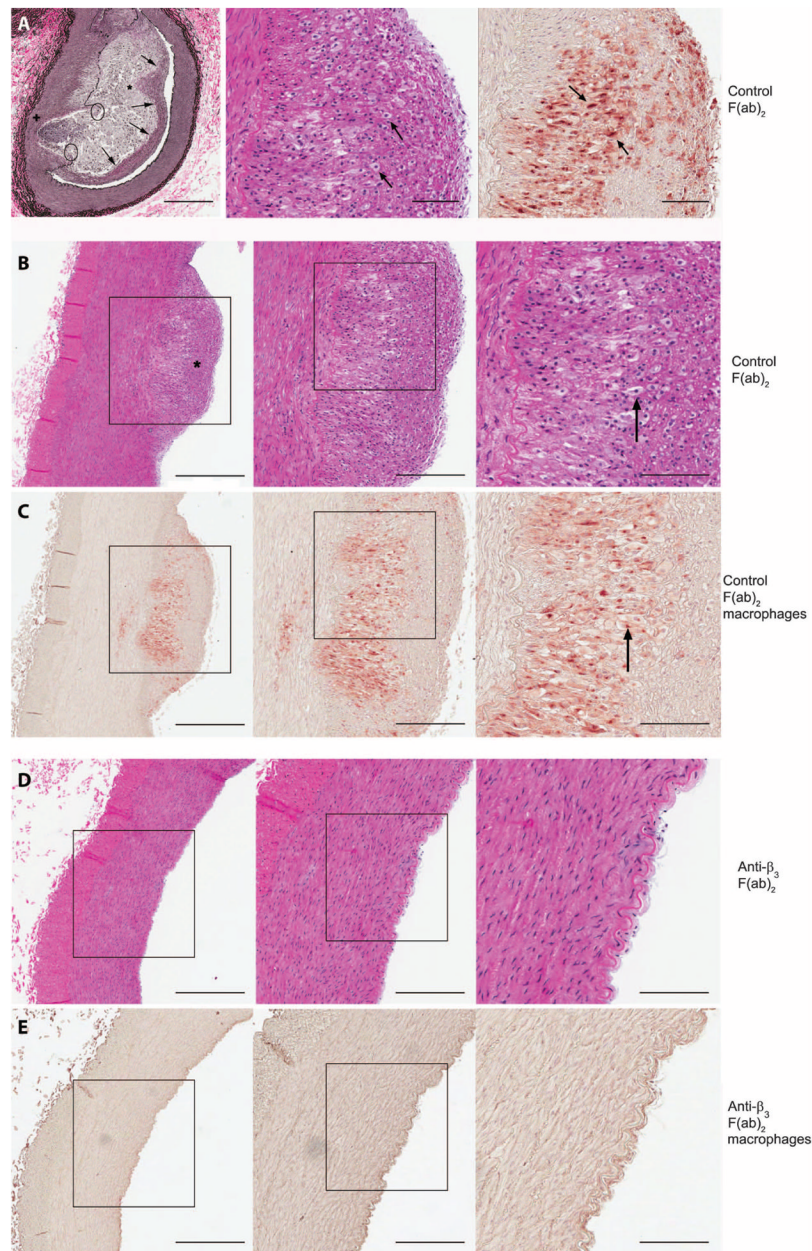 A
Control
F(ab)₂
B
*
Control
F(ab)₂
C
Control
F(ab)₂
macrophages
D
Anti-β₃
F(ab)₂
E
Anti-β₃
F(ab)₂
macrophages